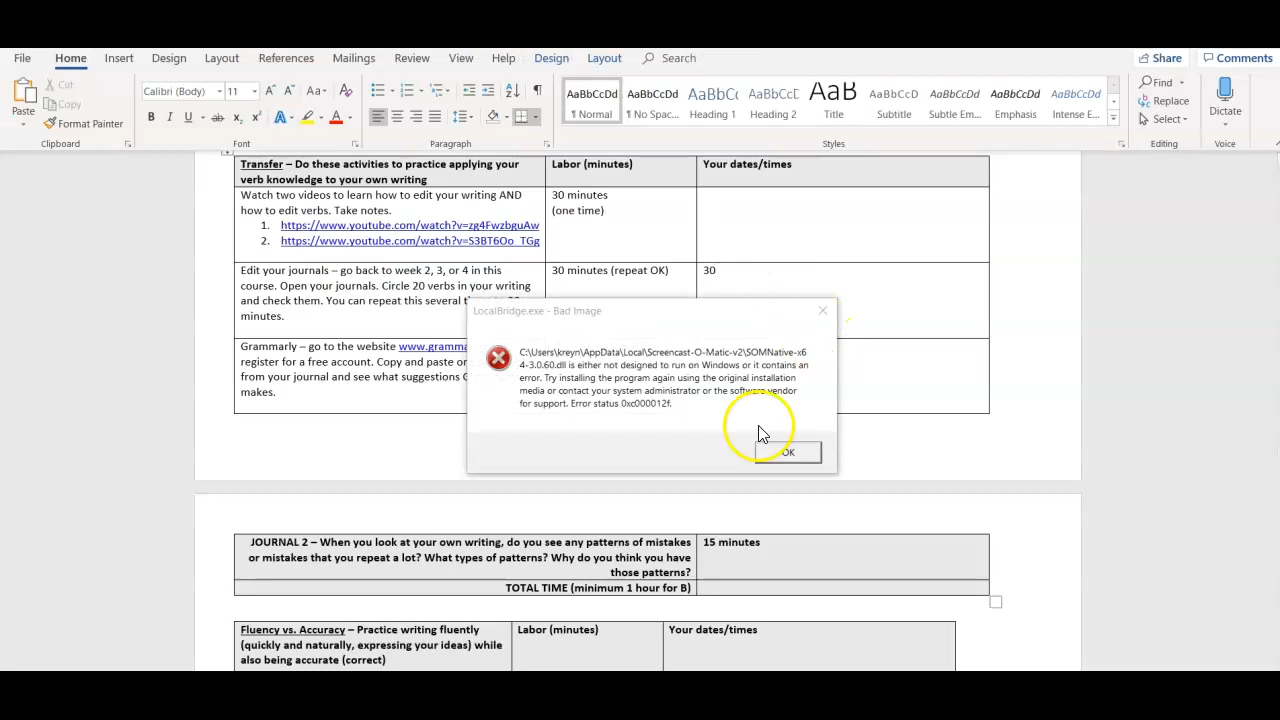 File Home Insert Design Layout References Mailings Review View Help Design Layout Search Share Comments
Paste Cut Copy Format Painter
Calibri (Body) 11 Aa
B I U ab x₂ x² A A
AaBbCcDd AaBbCcDd AaBbCc AaBbCcE AaB AaBbCcD AaBbCcDd AaBbCcDd AaBbCcDd
¶ Normal ¶ No Spac... Heading 1 Heading 2 Title Subtitle Subtle Em... Emphasis Intense E...
Find Replace Select Dictate
Clipboard Font Paragraph Styles Editing Voice
Transfer – Do these activities to practice applying your
verb knowledge to your own writing
Labor (minutes)
Your dates/times
Watch two videos to learn how to edit your writing AND
how to edit verbs. Take notes.
1. https://www.youtube.com/watch?v=zg4FwzbguAw
2. https://www.youtube.com/watch?v=S3BT6Oo_TGg
30 minutes
(one time)
Edit your journals – go back to week 2, 3, or 4 in this
course. Open your journals. Circle 20 verbs in your writing
and check them. You can repeat this several
minutes.
30 minutes (repeat OK)
30
Grammarly – go to the website www.gramma
register for a free account. Copy and paste
from your journal and see what suggestions G
makes.
LocalBridge.exe - Bad Image
C:\Users\kreyn\AppData\Local\Screencast-O-Matic-v2\SOMNative-x6
4-3.0.60.dll is either not designed to run on Windows or it contains an
error. Try installing the program again using the original installation
media or contact your system administrator or the software vendor
for support. Error status 0xc000012f.
OK
JOURNAL 2 – When you look at your own writing, do you see any patterns of mistakes
or mistakes that you repeat a lot? What types of patterns? Why do you think you have
those patterns?
15 minutes
TOTAL TIME (minimum 1 hour for B)
Fluency vs. Accuracy – Practice writing fluently
(quickly and naturally, expressing your ideas) while
also being accurate (correct)
Labor (minutes)
Your dates/times